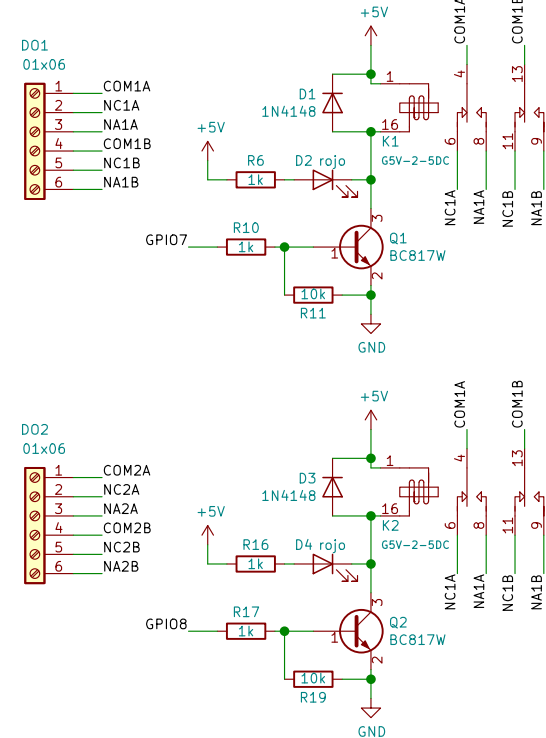 DO1
01x06
1 COM1A
2 NC1A
3 NA1A
4 COM1B
5 NC1B
6 NA1B
+5V
D1
1N4148
1
16
K1
G5V-2-5DC
+5V
R6
1k
D2 rojo
GPIO7
R10
1k
1
3
2
Q1
BC817W
10k
R11
GND
COM1A
4
6
8
NC1A
NA1A
COM1B
13
11
9
NC1B
NA1B
DO2
01x06
1 COM2A
2 NC2A
3 NA2A
4 COM2B
5 NC2B
6 NA2B
+5V
D3
1N4148
1
16
K2
G5V-2-5DC
+5V
R16
1k
D4 rojo
GPIO8
R17
1k
1
3
2
Q2
BC817W
10k
R19
GND
COM1A
4
6
8
NC1A
NA1A
COM1B
13
11
9
NC1B
NA1B